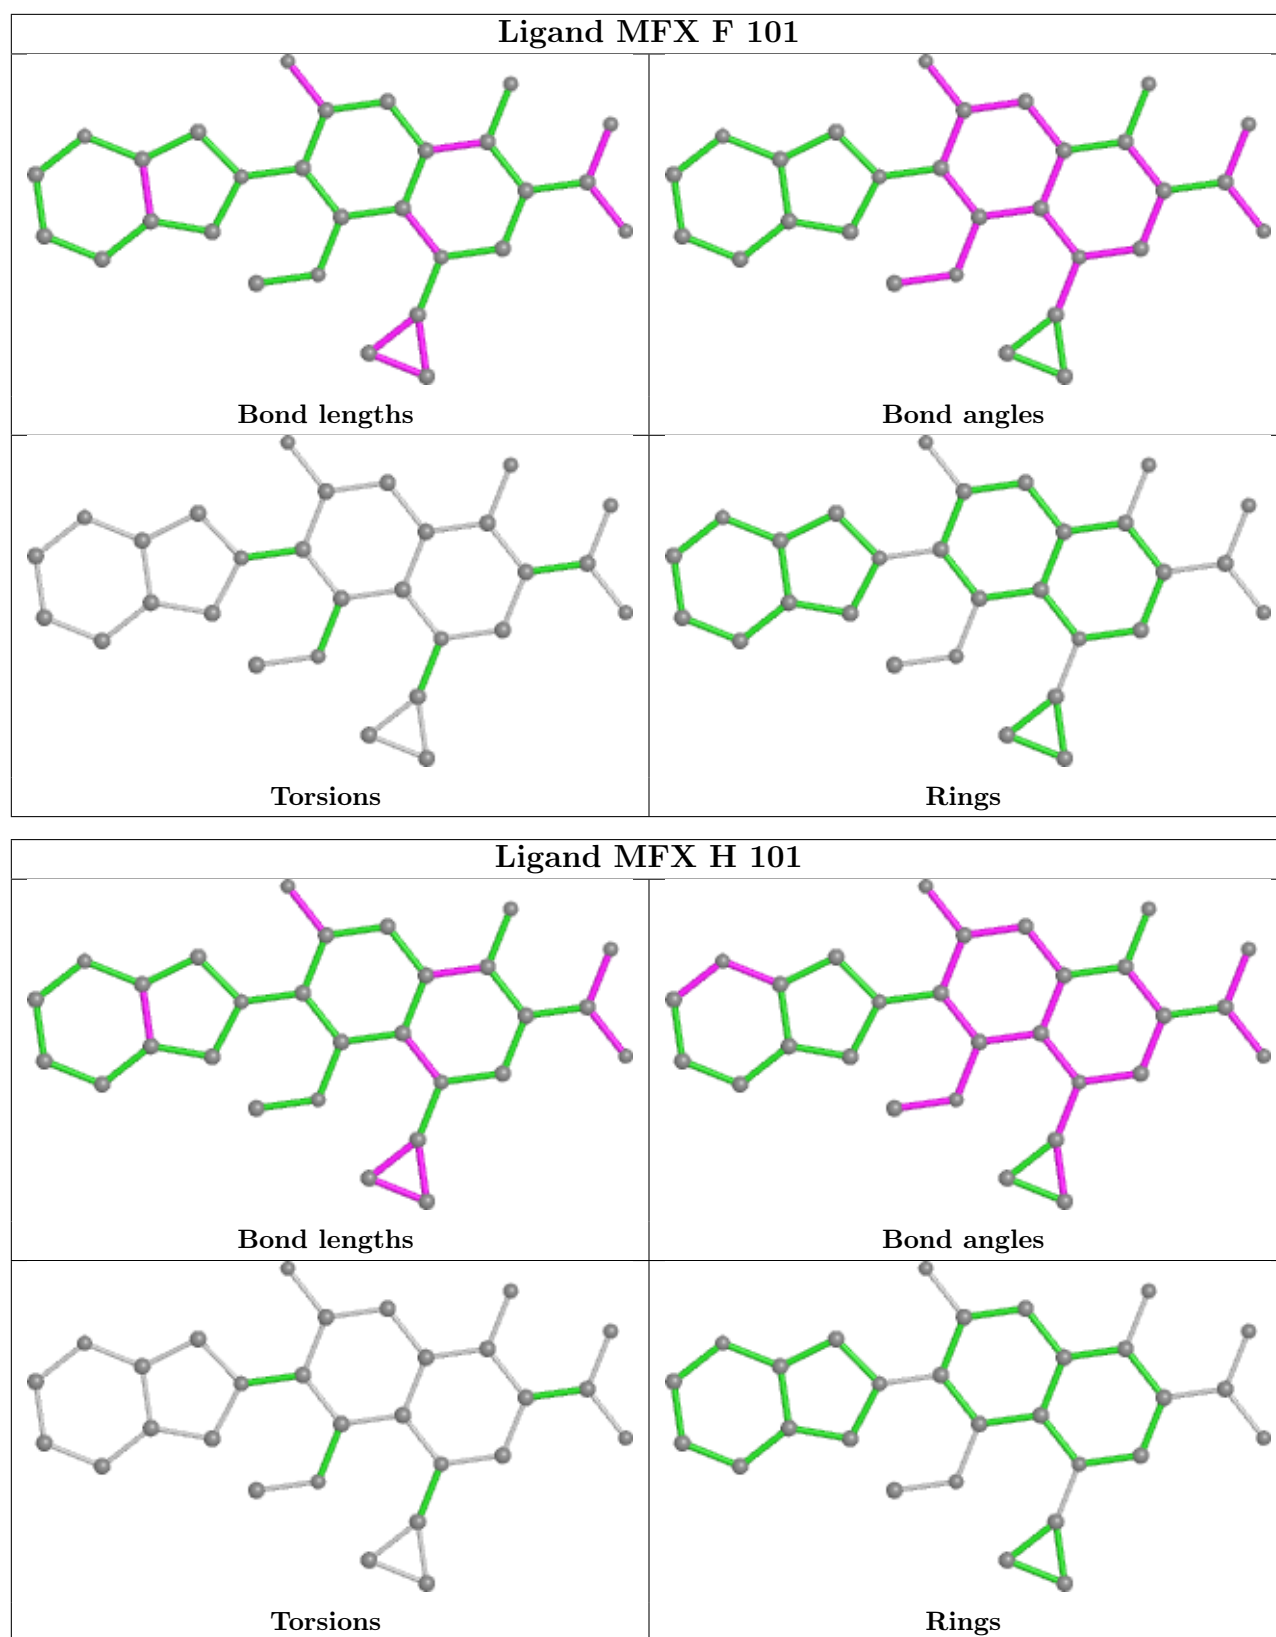 Ligand MFX F 101
Bond lengths
Bond angles
Torsions
Rings
Ligand MFX H 101
Bond lengths
Bond angles
Torsions
Rings